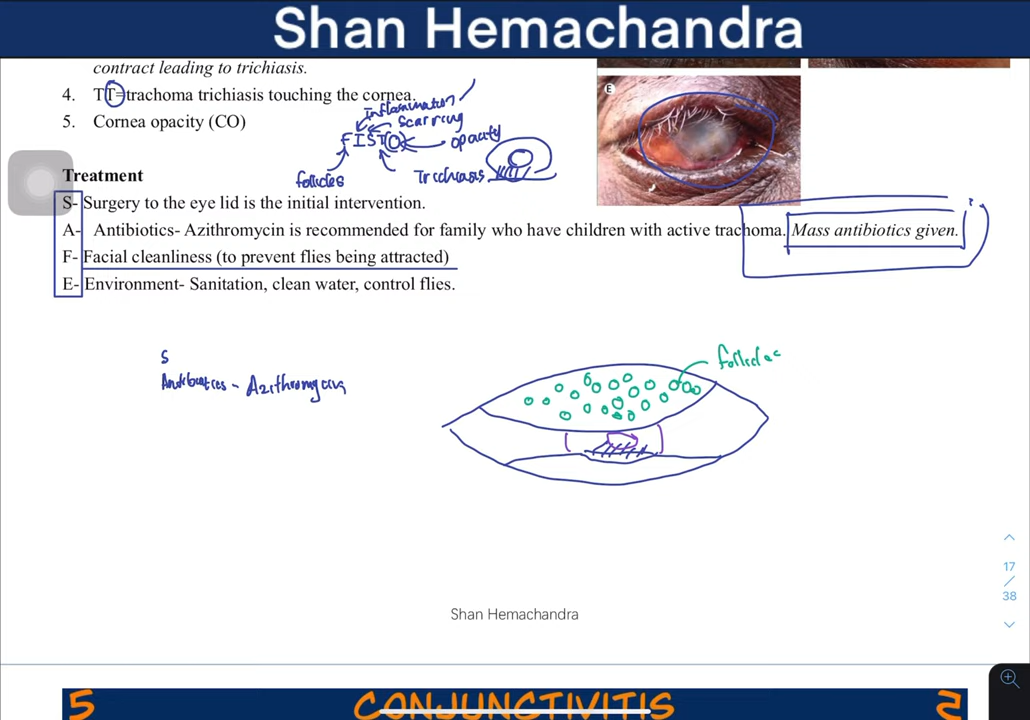 Shan Hemachandra
contract leading to trichiasis.
4. TT=trachoma trichiasis touching the cornea.
5. Cornea opacity (CO)
inflammation
scarring
FISTO
opacity
follicles
Trichiasis
E
Treatment
S- Surgery to the eye lid is the initial intervention.
A- Antibiotics- Azithromycin is recommended for family who have children with active trachoma. Mass antibiotics given.
F- Facial cleanliness (to prevent flies being attracted)
E- Environment- Sanitation, clean water, control flies.
S
Antibiotics - Azithromycin
17
/
38
Shan Hemachandra
5 CONJUNCTIVITIS 2